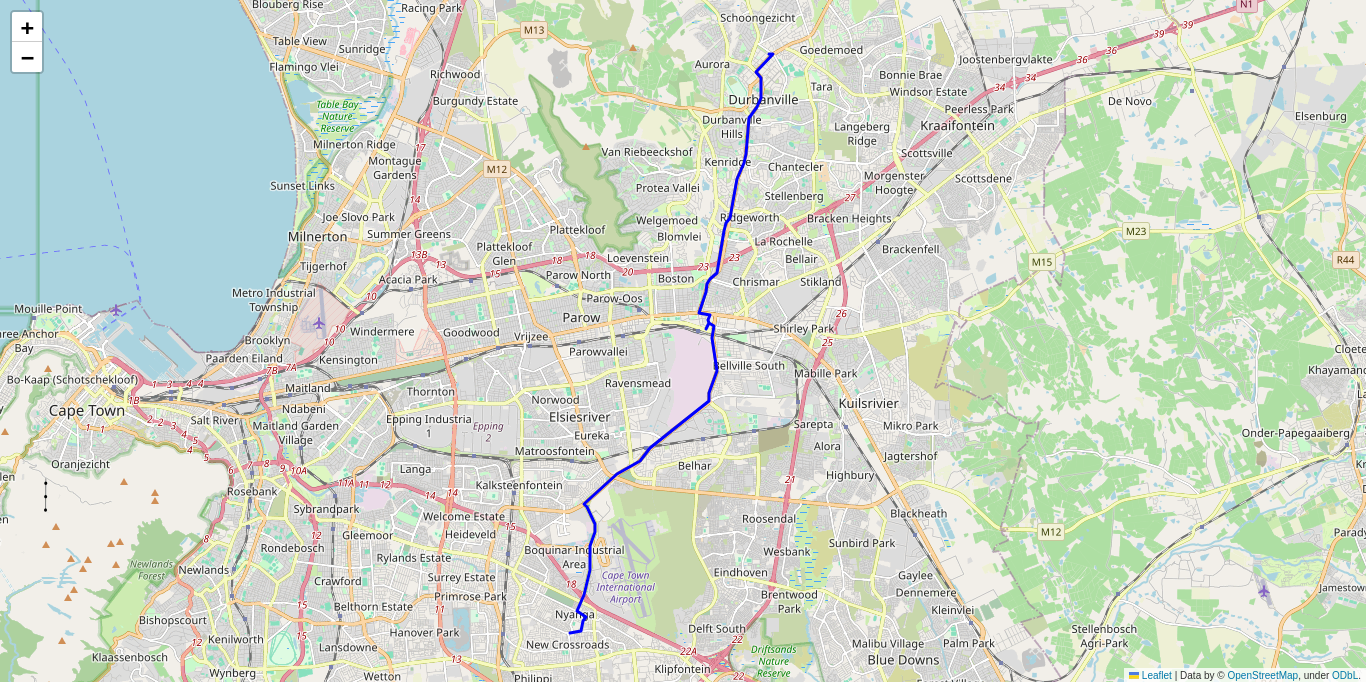 +
−
Blouberg Rise
Racing Park
Schoongezicht
N1
M13
39
Table View
Sunridge
Goedemoed
Joostenbergvlakte
36
Flamingo Vlei
Richwood
Aurora
Bonnie Brae
Tara
Windsor Estate
34
Table Bay
Nature
Reserve
Burgundy Estate
Durbanville
Peerless Park
De Novo
Elsenburg
Durbanville
Hills
Langeberg
Ridge
Kraaifontein
Milnerton Ridge
17
Van Riebeeckshof
Scottsville
Montague
Gardens
M12
Kenridge
Chantecler
Morgenster
Hoogte
Scottsdene
Sunset Links
Protea Vallei
Stellenberg
27
14
Joe Slovo Park
Welgemoed
Ridgeworth
Bracken Heights
Plattekloof
Milnerton
Summer Greens
Blomvlei
La Rochelle
M23
Plattekloof
Glen
Brackenfell
13B
13
15
18
18
20
Loevenstein
23
23
Bellair
M15
R44
Tijgerhof
Acacia Park
Parow North
Boston
Chrismar
Stikland
Metro Industrial
Township
10
Parow-Oos
Mouille Point
Parow
26
Three Anchor
Bay
Windermere
Goodwood
Vrijzee
Shirley Park
25
Brooklyn
10
Kensington
Parowvallei
Cloete
Paarden Eiland
7B
7A
Bellville South
Mabille Park
Khayamandi
Bo-Kaap (Schotschekloof)
1
3
4
4
Maitland
Thornton
Ravensmead
1B
Ndabeni
Norwood
Kuilsrivier
Cape Town
Salt River
Epping Industria
1
Epping
2
Elsiesriver
Maitland Garden
Village
Eureka
Sarepta
Mikro Park
Onder-Papegaaiberg
Matroosfontein
Alora
Jagtersfof
Oranjezicht
Langa
Belhar
Highbury
Kalksteenfontein
21
Rosebank
11A
11
12
14
Sybrandpark
Welcome Estate
15
Roosendal
Blackheath
Gleemoor
Heideveld
M12
Rondebosch
Boquinar Industrial
Area
Wesbank
Sunbird Park
Newlands
Forest
Newlands
Rylands Estate
Crawford
Surrey Estate
18
Cape Town
International
Airport
Eindhoven
Gaylee
Dennemere
Belthorn Estate
Primrose Park
Brentwood
Park
Kleinvlei
Jamestown
Bishopscourt
Nyanga
Delft South
Stellenbosch
Agri-Park
Kenilworth
Hanover Park
New Crossroads
22
Malibu Village
Palm Park
Klaassenbosch
Lansdowne
22A
Driftsands
Nature
Reserve
Blue Downs
Wynberg
Wetton
Philippi
Klipfontein
Leaflet | Data by © OpenStreetMap, under ODbL.